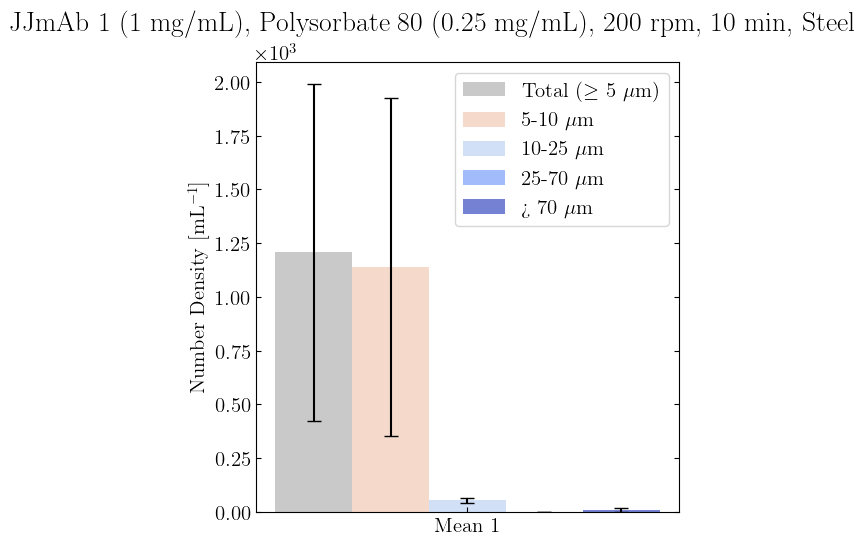 JJmAb 1 (1 mg/mL), Polysorbate 80 (0.25 mg/mL), 200 rpm, 10 min, Steel
×10³
2.00
1.75
1.50
1.25
1.00
0.75
0.50
0.25
0.00
Number Density [mL⁻¹]
Total (≥ 5 μm)
5-10 μm
10-25 μm
25-70 μm
> 70 μm
Mean 1